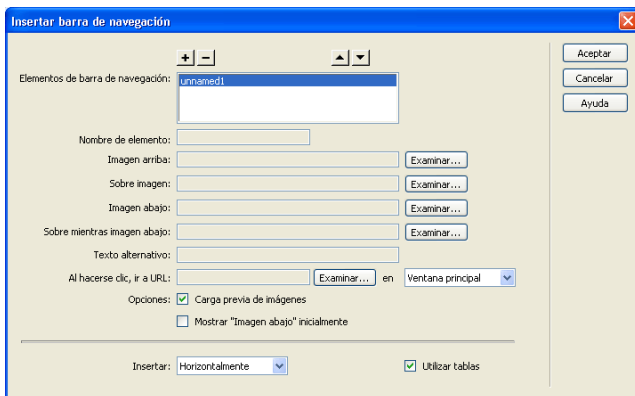 Insertar barra de navegación
Aceptar
Elementos de barra de navegación: unnamed1
Cancelar
Ayuda
Nombre de elemento:
Imagen arriba: Examinar...
Sobre imagen: Examinar...
Imagen abajo: Examinar...
Sobre mientras imagen abajo: Examinar...
Texto alternativo:
Al hacerse clic, ir a URL: Examinar... en Ventana principal
Opciones: Carga previa de imágenes
Mostrar "Imagen abajo" inicialmente
Insertar: Horizontalmente Utilizar tablas